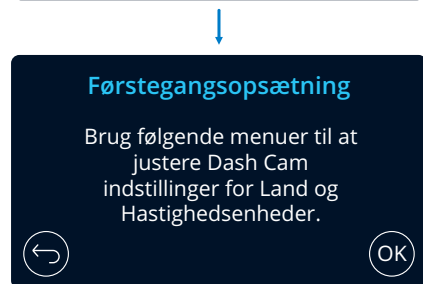 Førstegangsopsætning
Brug følgende menuer til at
justere Dash Cam
indstillinger for Land og
Hastighedsenheder.
OK